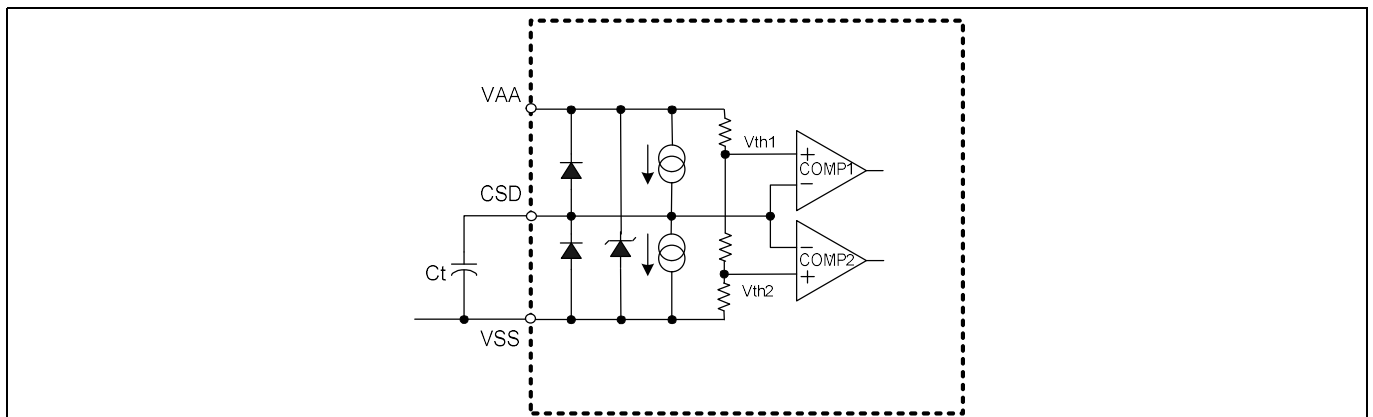 VAA
Vth1
+
COMP1
−
CSD
−
COMP2
+
Ct
Vth2
VSS